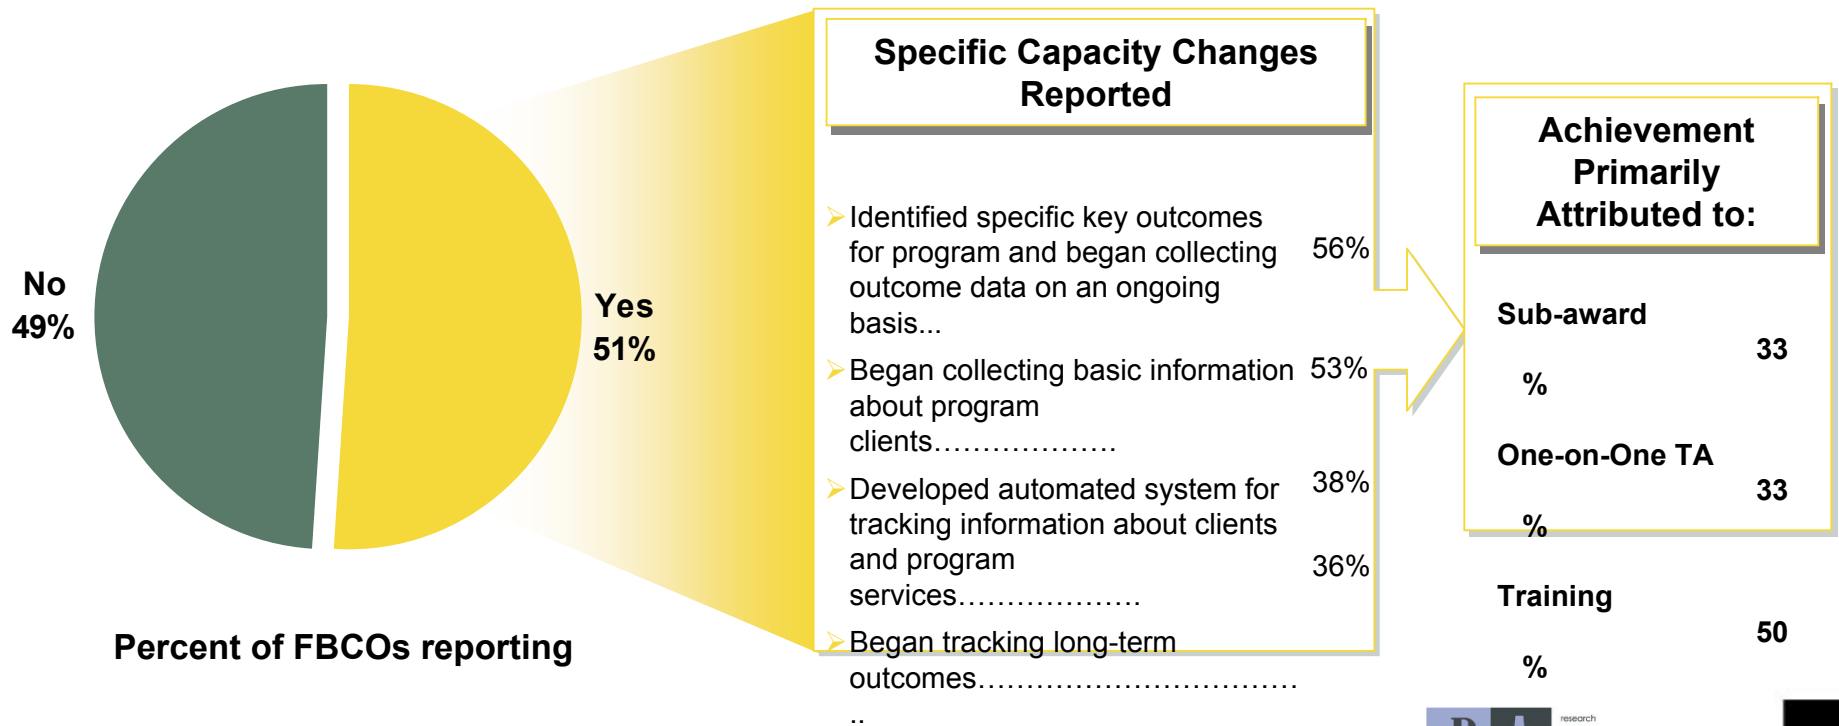 No
49%
Yes
51%
Percent of FBCOs reporting
Specific Capacity Changes
Reported
➢Identified specific key outcomes
for program and began collecting
outcome data on an ongoing
basis...
56%
➢Began collecting basic information
about program
clients………………
53%
➢Developed automated system for
tracking information about clients
and program
services………………
38%
➢Began tracking long-term
outcomes……………………………
..
36%
Achievement
Primarily
Attributed to:
Sub-award
33
%
One-on-One TA
33
%
Training
50
%
research